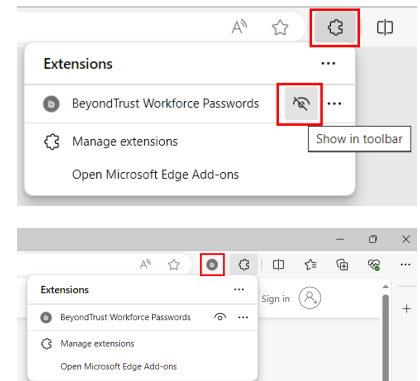 A
Extensions
BeyondTrust Workforce Passwords
Manage extensions
Show in toolbar
Open Microsoft Edge Add-ons
A
b
Extensions
Sign in
b BeyondTrust Workforce Passwords
Manage extensions
Open Microsoft Edge Add-ons